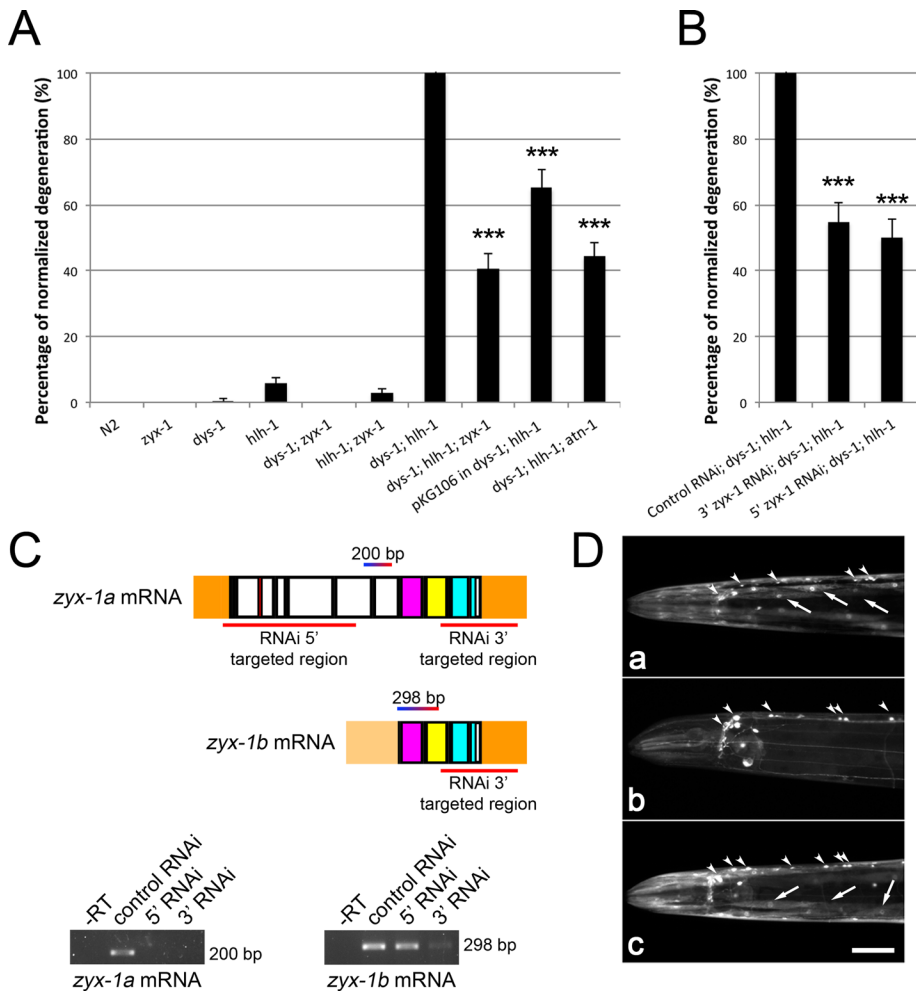 A
Percentage of normalized degeneration (%)
100
80
60
40
20
0
***
***
***
N2
zyx-1
dys-1
hlh-1
dys-1; zyx-1
hlh-1; zyx-1
dys-1; hlh-1
dys-1; hlh-1; zyx-1
pKG106 in dys-1; hlh-1
dys-1; hlh-1; atn-1
B
Percentage of normalized degeneration (%)
100
80
60
40
20
0
***
***
Control RNAi; dys-1; hlh-1
3' zyx-1 RNAi; dys-1; hlh-1
5' zyx-1 RNAi; dys-1; hlh-1
C
200 bp
zyx-1a mRNA
RNAi 5'
targeted region
RNAi 3'
targeted region
298 bp
zyx-1b mRNA
RNAi 3'
targeted region
-RT
control RNAi
5' RNAi
3' RNAi
200 bp
zyx-1a mRNA
-RT
control RNAi
5' RNAi
3' RNAi
298 bp
zyx-1b mRNA
D
a
b
c